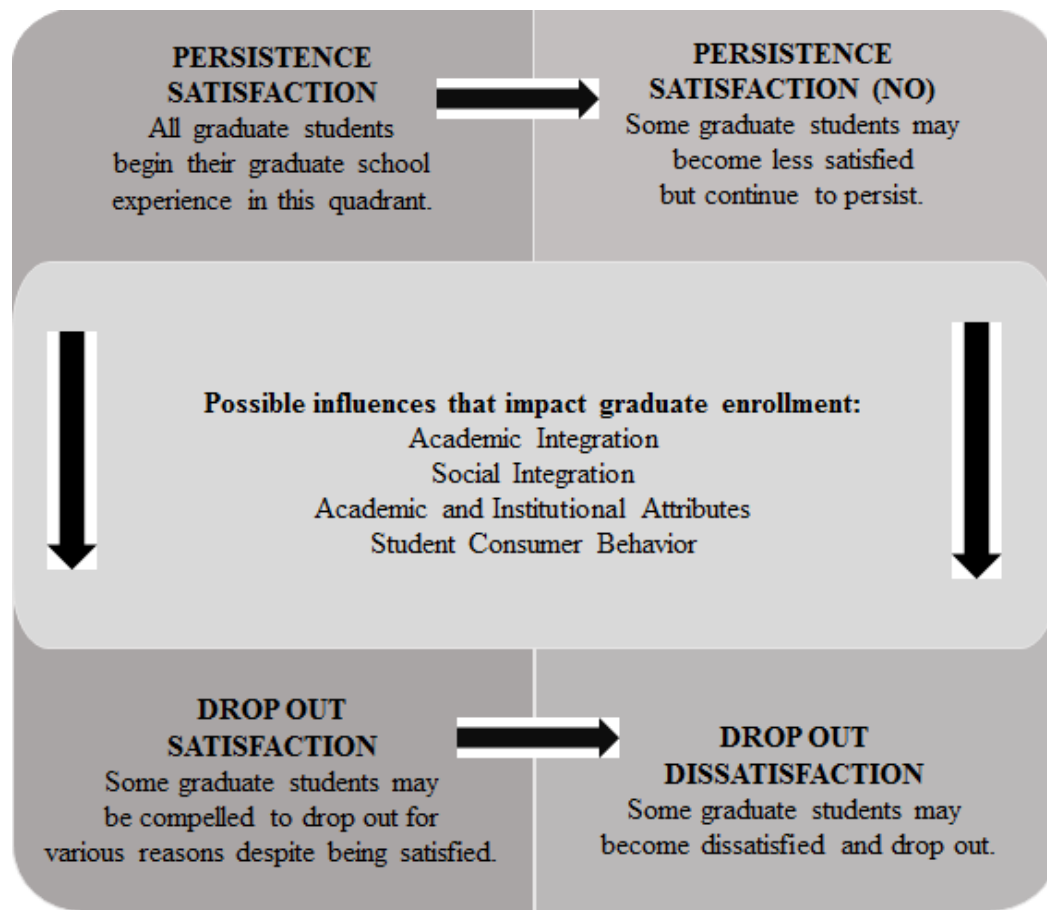 PERSISTENCE
SATISFACTION
All graduate students
begin their graduate school
experience in this quadrant.
PERSISTENCE
SATISFACTION (NO)
Some graduate students may
become less satisfied
but continue to persist.
Possible influences that impact graduate enrollment:
Academic Integration
Social Integration
Academic and Institutional Attributes
Student Consumer Behavior
DROP OUT
SATISFACTION
Some graduate students may
be compelled to drop out for
various reasons despite being satisfied.
DROP OUT
DISSATISFACTION
Some graduate students may
become dissatisfied and drop out.